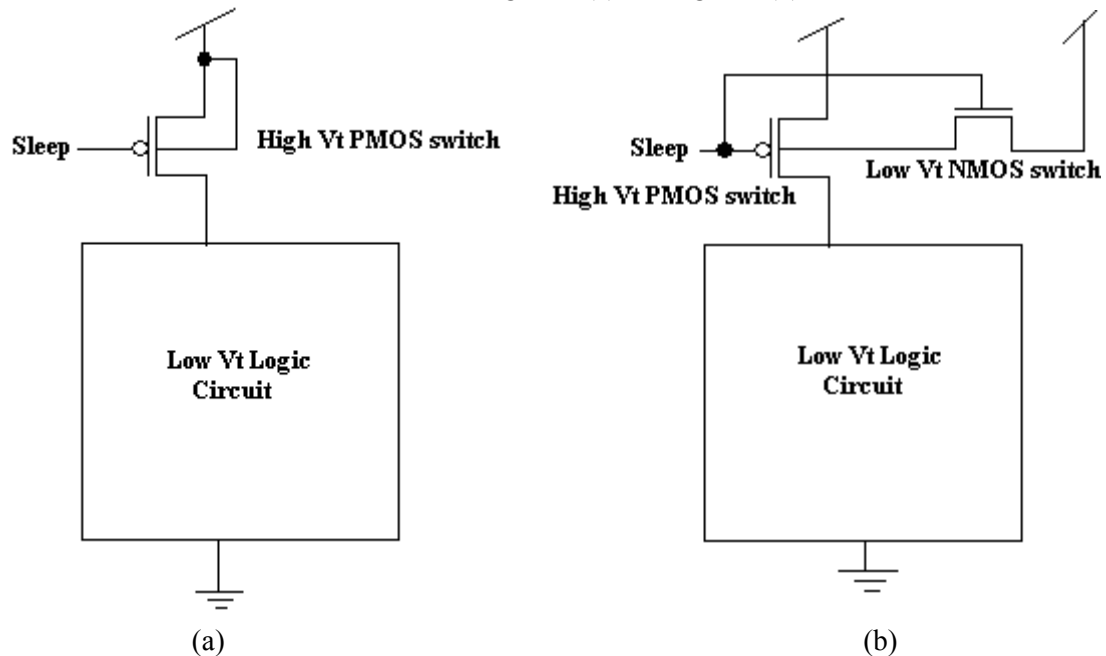 Sleep
High Vt PMOS switch
Low Vt Logic
Circuit
(a)
Sleep
High Vt PMOS switch
Low Vt NMOS switch
Low Vt Logic
Circuit
(b)